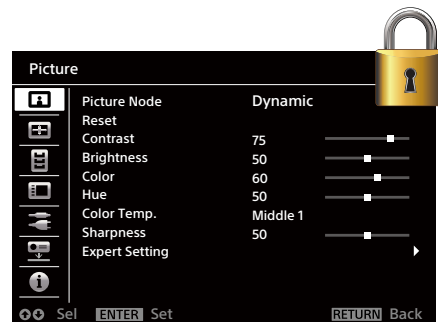 Picture
Picture Node Dynamic
Reset
Contrast 75
Brightness 50
Color 60
Hue 50
Color Temp. Middle 1
Sharpness 50
Expert Setting
Sel ENTER Set RETURN Back